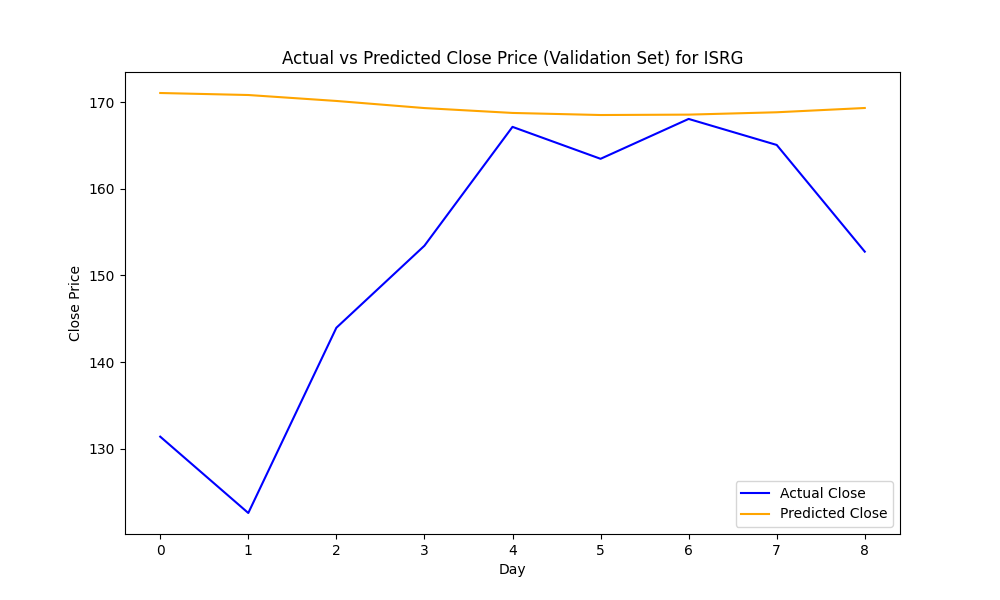 Actual vs Predicted Close Price (Validation Set) for ISRG
170
160
150
140
130
Close Price
0 1 2 3 4 5 6 7 8
Day
Actual Close
Predicted Close